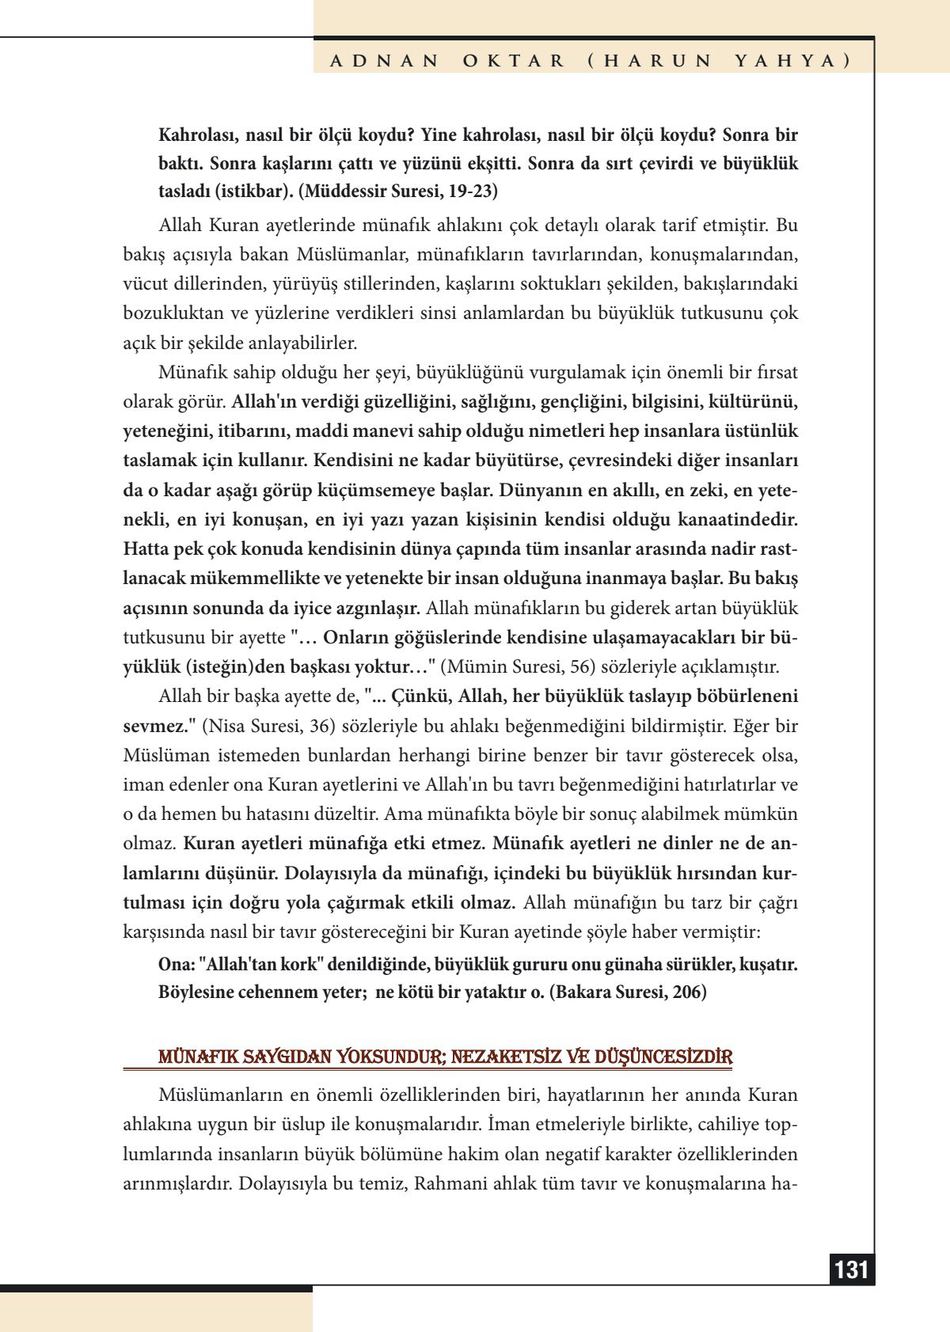 ADNAN OKTAR (HARUN YAHYA)
Kahrolası, nasıl bir ölçü koydu? Yine kahrolası, nasıl bir ölçü koydu? Sonra bir
baktı. Sonra kaşlarını çattı ve yüzünü ekşitti. Sonra da sırt çevirdi ve büyüklük
tasladı (istikbar). (Müddessir Suresi, 19-23)
Allah Kuran ayetlerinde münafık ahlakını çok detaylı olarak tarif etmiştir. Bu
bakış açısıyla bakan Müslümanlar, münafıkların tavırlarından, konuşmalarından,
vücut dillerinden, yürüyüş stillerinden, kaşlarını soktukları şekilden, bakışlarındaki
bozukluktan ve yüzlerine verdikleri sinsi anlamlardan bu büyüklük tutkusunu çok
açık bir şekilde anlayabilirler.
Münafık sahip olduğu her şeyi, büyüklüğünü vurgulamak için önemli bir fırsat
olarak görür. Allah'ın verdiği güzelliğini, sağlığını, gençliğini, bilgisini, kültürünü,
yeteneğini, itibarını, maddi manevi sahip olduğu nimetleri hep insanlara üstünlük
taslamak için kullanır. Kendisini ne kadar büyütürse, çevresindeki diğer insanları
da o kadar aşağı görüp küçümsemeye başlar. Dünyanın en akıllı, en zeki, en yete-
nekli, en iyi konuşan, en iyi yazı yazan kişisinin kendisi olduğu kanaatindedir.
Hatta pek çok konuda kendisinin dünya çapında tüm insanlar arasında nadir rast-
lanacak mükemmellikte ve yetenekte bir insan olduğuna inanmaya başlar. Bu bakış
açısının sonunda da iyice azgınlaşır. Allah münafıkların bu giderek artan büyüklük
tutkusunu bir ayette "… Onların göğüslerinde kendisine ulaşamayacakları bir bü-
yüklük (isteğin)den başkası yoktur…" (Mümin Suresi, 56) sözleriyle açıklamıştır.
Allah bir başka ayette de, "... Çünkü, Allah, her büyüklük taslayıp böbürleneni
sevmez." (Nisa Suresi, 36) sözleriyle bu ahlakı beğenmediğini bildirmiştir. Eğer bir
Müslüman istemeden bunlardan herhangi birine benzer bir tavır gösterecek olsa,
iman edenler ona Kuran ayetlerini ve Allah'ın bu tavrı beğenmediğini hatırlatırlar ve
o da hemen bu hatasını düzeltir. Ama münafıkta böyle bir sonuç alabilmek mümkün
olmaz. Kuran ayetleri münafığa etki etmez. Münafık ayetleri ne dinler ne de an-
lamlarını düşünür. Dolayısıyla da münafığı, içindeki bu büyüklük hırsından kur-
tulması için doğru yola çağırmak etkili olmaz. Allah münafığın bu tarz bir çağrı
karşısında nasıl bir tavır göstereceğini bir Kuran ayetinde şöyle haber vermiştir:
Ona: "Allah'tan kork" denildiğinde, büyüklük gururu onu günaha sürükler, kuşatır.
Böylesine cehennem yeter; ne kötü bir yataktır o. (Bakara Suresi, 206)
MÜNAFIK SAYGIDAN YOKSUNDUR; NEZAKETSİZ VE DÜŞÜNCESİZDİR
Müslümanların en önemli özelliklerinden biri, hayatlarının her anında Kuran
ahlakına uygun bir üslup ile konuşmalarıdır. İman etmeleriyle birlikte, cahiliye top-
lumlarında insanların büyük bölümüne hakim olan negatif karakter özelliklerinden
arınmışlardır. Dolayısıyla bu temiz, Rahmani ahlak tüm tavır ve konuşmalarına ha-
131